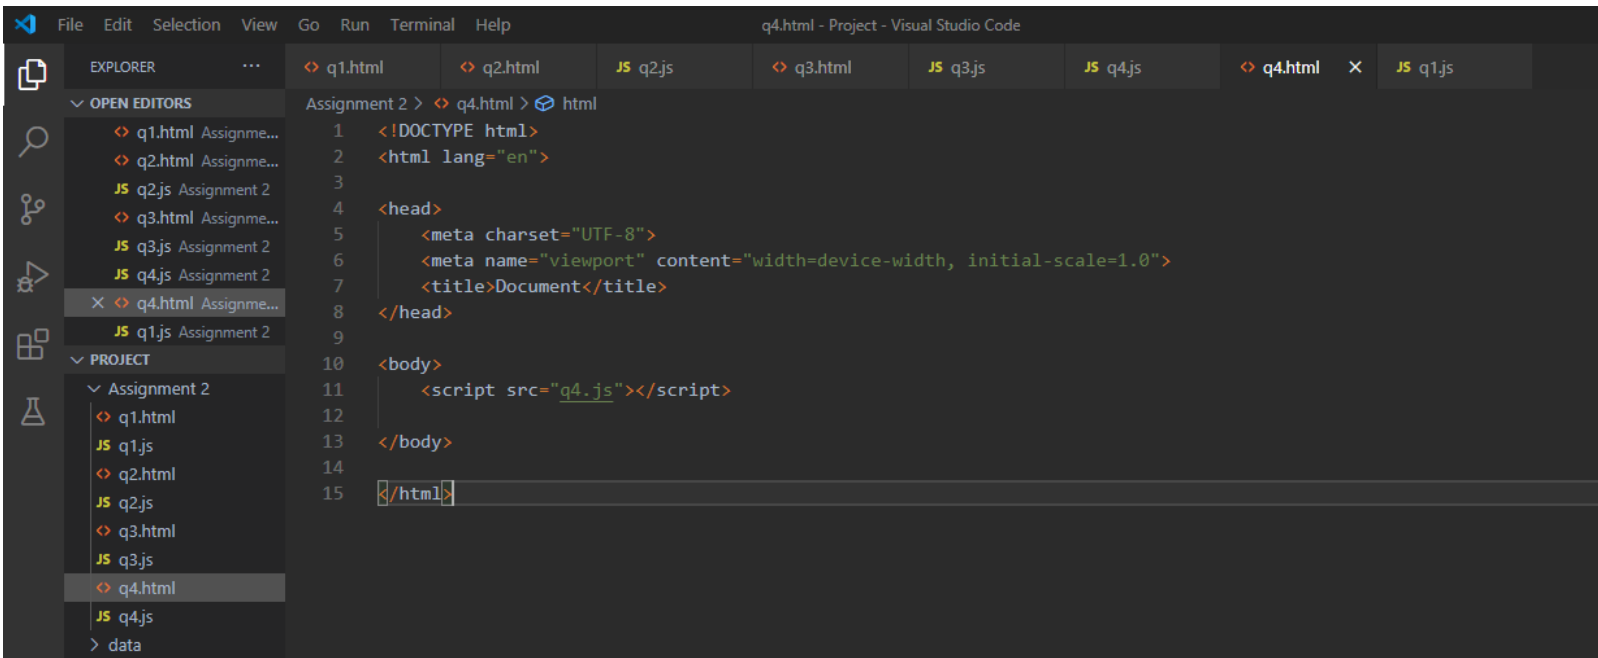 File Edit Selection View Go Run Terminal Help q4.html - Project - Visual Studio Code
EXPLORER ···
q1.html
q2.html
JS q2.js
q3.html
JS q3.js
JS q4.js
q4.html
JS q1.js
OPEN EDITORS
q1.html Assignme...
q2.html Assignme...
JS q2.js Assignment 2
q3.html Assignme...
JS q3.js Assignment 2
JS q4.js Assignment 2
q4.html Assignme...
JS q1.js Assignment 2
PROJECT
Assignment 2
q1.html
JS q1.js
q2.html
JS q2.js
q3.html
JS q3.js
q4.html
JS q4.js
data
Assignment 2 > q4.html > html
1 <!DOCTYPE html>
2 <html lang="en">
3
4 <head>
5 <meta charset="UTF-8">
6 <meta name="viewport" content="width=device-width, initial-scale=1.0">
7 <title>Document</title>
8 </head>
9
10 <body>
11 <script src="q4.js"></script>
12
13 </body>
14
15 </html>